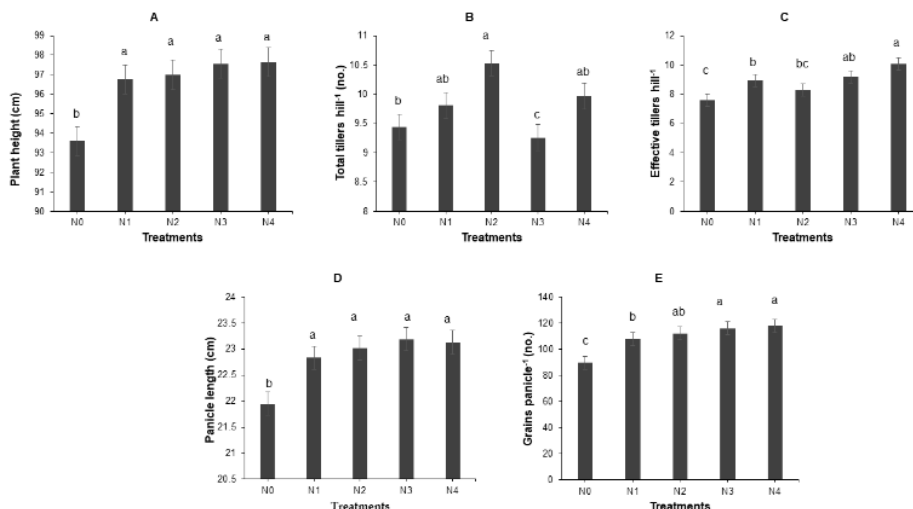 A
Plant height (cm)
99
98
97
96
95
94
93
92
91
90
b
a
a
a
a
N0
N1
N2
N3
N4
Treatments
B
Total tillers hill⁻¹ (no.)
11
10.5
10
9.5
9
8.5
8
b
ab
a
c
ab
N0
N1
N2
N3
N4
Treatments
C
Effective tillers hill⁻¹
12
10
8
6
4
2
0
c
b
bc
ab
a
N0
N1
N2
N3
N4
Treatments
D
Panicle length (cm)
24
23.5
23
22.5
22
21.5
21
20.5
b
a
a
a
a
N0
N1
N2
N3
N4
Treatments
E
Grains panicle⁻¹ (no.)
140
120
100
80
60
40
20
0
c
b
ab
a
a
N0
N1
N2
N3
N4
Treatments